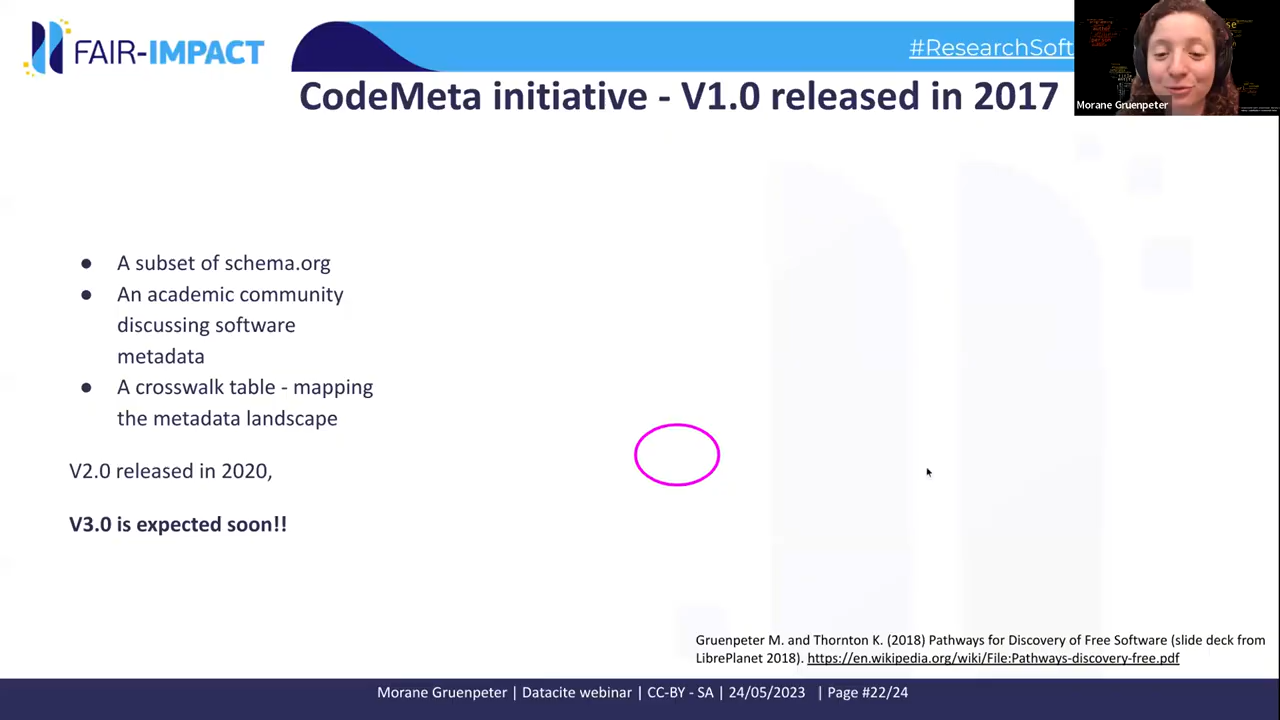 FAIR-IMPACT
#ResearchSoft
CodeMeta initiative - V1.0 released in 2017
Morane Gruenpeter
● A subset of schema.org
● An academic community
discussing software
metadata
● A crosswalk table - mapping
the metadata landscape
V2.0 released in 2020,
V3.0 is expected soon!!
Gruenpeter M. and Thornton K. (2018) Pathways for Discovery of Free Software (slide deck from
LibrePlanet 2018). https://en.wikipedia.org/wiki/File:Pathways-discovery-free.pdf
Morane Gruenpeter | Datacite webinar | CC-BY - SA | 24/05/2023 | Page #22/24